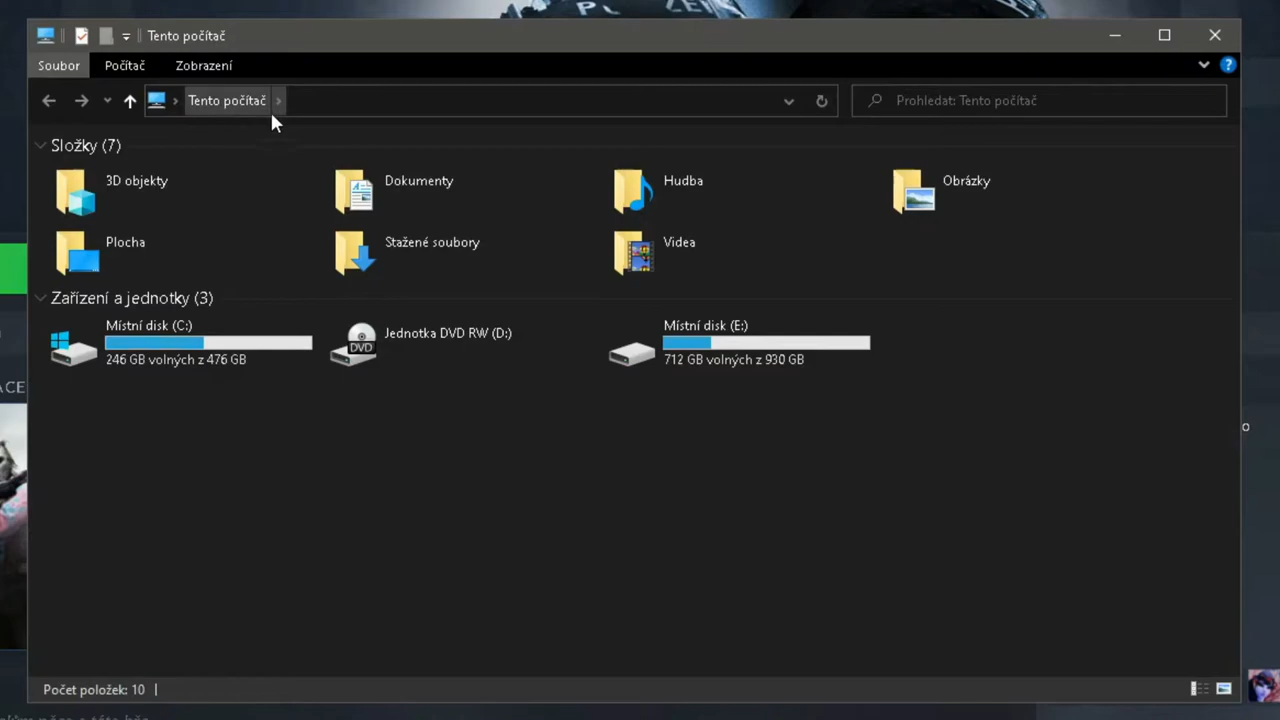 Tento počítač
Soubor Počítač Zobrazení
Tento počítač Prohledat: Tento počítač
Složky (7)
3D objekty Dokumenty Hudba Obrázky
Plocha Stažené soubory Videa
Zařízení a jednotky (3)
Místní disk (C:)
246 GB volných z 476 GB
Jednotka DVD RW (D:)
DVD
Místní disk (E:)
712 GB volných z 930 GB
Počet položek: 10
ACE
o